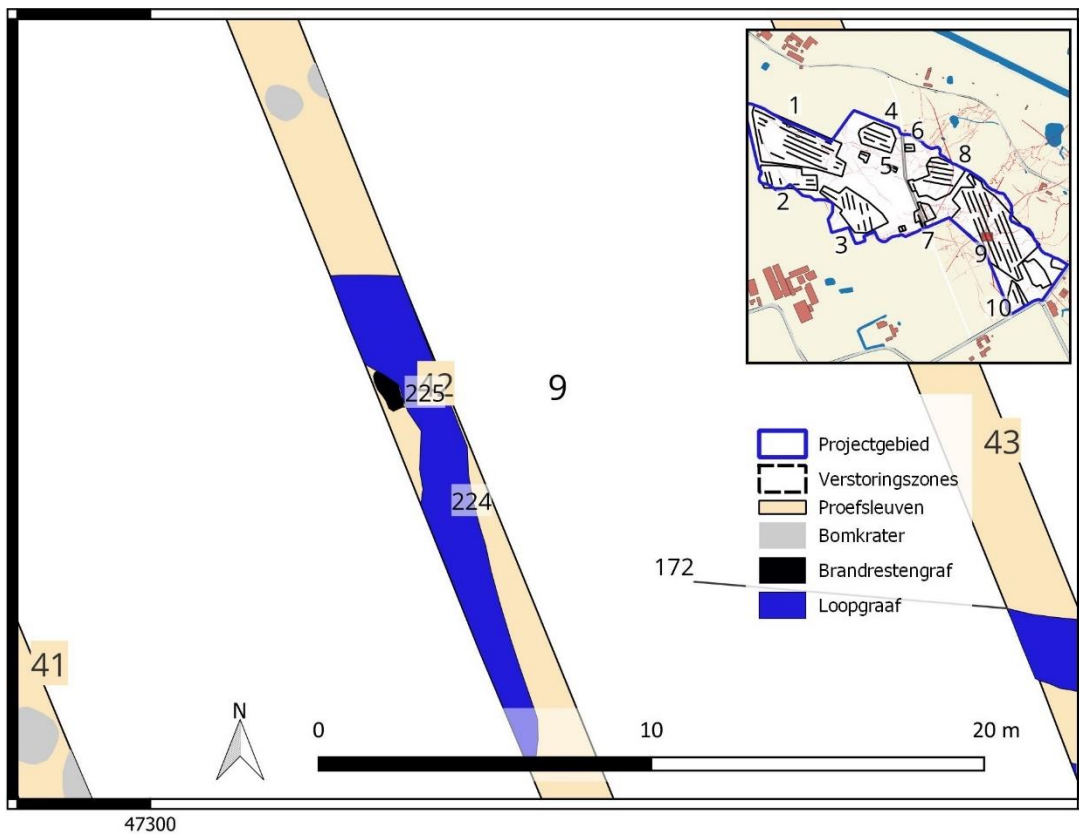 1
4
6
5
8
2
3
7
9
10
42
225
9
43
224
Projectgebied
Verstoringszones
Proefsleuven
Bomkrater
Brandrestengraf
Loopgraaf
172
41
N
0
10
20 m
47300